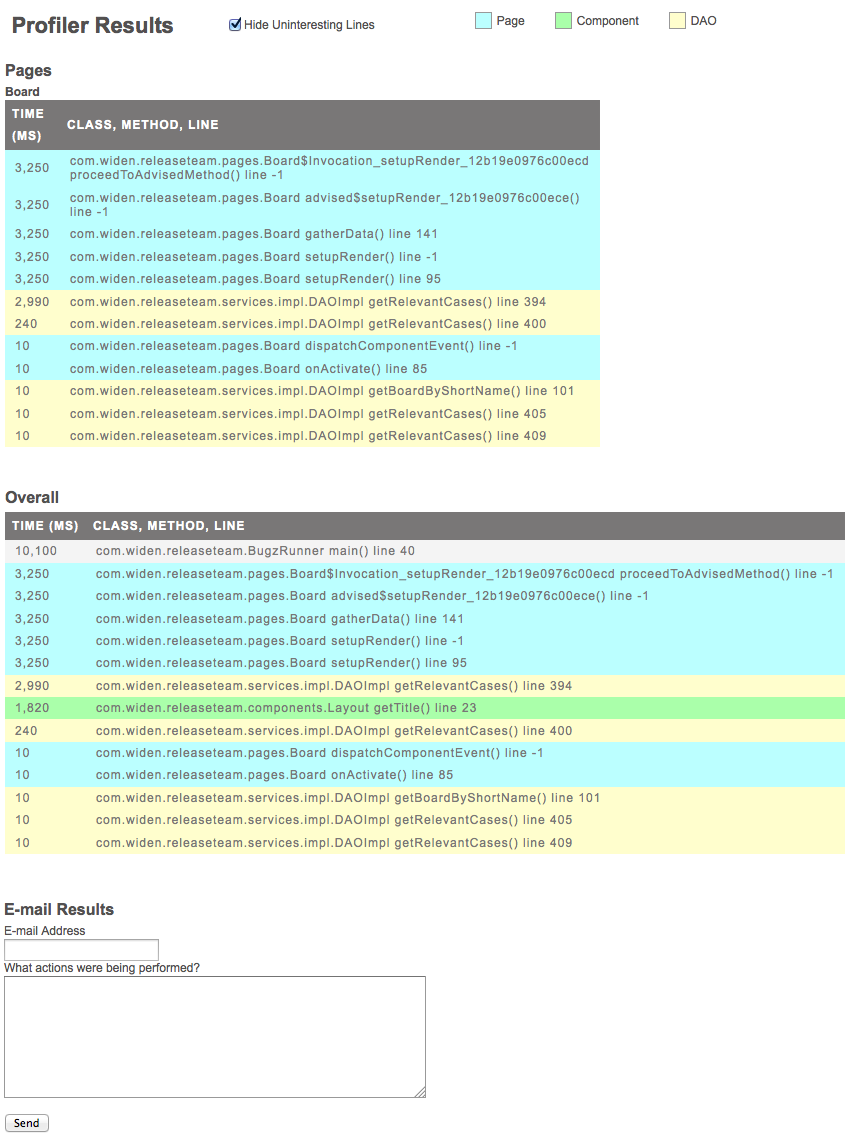 Profiler Results
Hide Uninteresting Lines
Page
Component
DAO
Pages
Board
TIME (MS) CLASS, METHOD, LINE
3,250 com.widen.releaseteam.pages.Board$Invocation_setupRender_12b19e0976c00ecd
proceedToAdvisedMethod() line -1
3,250 com.widen.releaseteam.pages.Board advised$setupRender_12b19e0976c00ece()
line -1
3,250 com.widen.releaseteam.pages.Board gatherData() line 141
3,250 com.widen.releaseteam.pages.Board setupRender() line -1
3,250 com.widen.releaseteam.pages.Board setupRender() line 95
2,990 com.widen.releaseteam.services.impl.DAOImpl getRelevantCases() line 394
240 com.widen.releaseteam.services.impl.DAOImpl getRelevantCases() line 400
10 com.widen.releaseteam.pages.Board dispatchComponentEvent() line -1
10 com.widen.releaseteam.pages.Board onActivate() line 85
10 com.widen.releaseteam.services.impl.DAOImpl getBoardByShortName() line 101
10 com.widen.releaseteam.services.impl.DAOImpl getRelevantCases() line 405
10 com.widen.releaseteam.services.impl.DAOImpl getRelevantCases() line 409
Overall
TIME (MS) CLASS, METHOD, LINE
10,100 com.widen.releaseteam.BugzRunner main() line 40
3,250 com.widen.releaseteam.pages.Board$Invocation_setupRender_12b19e0976c00ecd proceedToAdvisedMethod() line -1
3,250 com.widen.releaseteam.pages.Board advised$setupRender_12b19e0976c00ece() line -1
3,250 com.widen.releaseteam.pages.Board gatherData() line 141
3,250 com.widen.releaseteam.pages.Board setupRender() line -1
3,250 com.widen.releaseteam.pages.Board setupRender() line 95
2,990 com.widen.releaseteam.services.impl.DAOImpl getRelevantCases() line 394
1,820 com.widen.releaseteam.components.Layout getTitle() line 23
240 com.widen.releaseteam.services.impl.DAOImpl getRelevantCases() line 400
10 com.widen.releaseteam.pages.Board dispatchComponentEvent() line -1
10 com.widen.releaseteam.pages.Board onActivate() line 85
10 com.widen.releaseteam.services.impl.DAOImpl getBoardByShortName() line 101
10 com.widen.releaseteam.services.impl.DAOImpl getRelevantCases() line 405
10 com.widen.releaseteam.services.impl.DAOImpl getRelevantCases() line 409
E-mail Results
E-mail Address
What actions were being performed?
Send